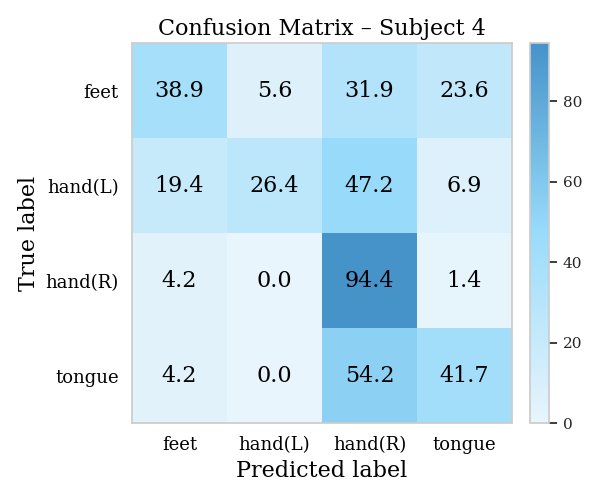 Confusion Matrix – Subject 4
True label
feet 38.9 5.6 31.9 23.6
hand(L) 19.4 26.4 47.2 6.9
hand(R) 4.2 0.0 94.4 1.4
tongue 4.2 0.0 54.2 41.7
feet hand(L) hand(R) tongue
Predicted label
80
60
40
20
0